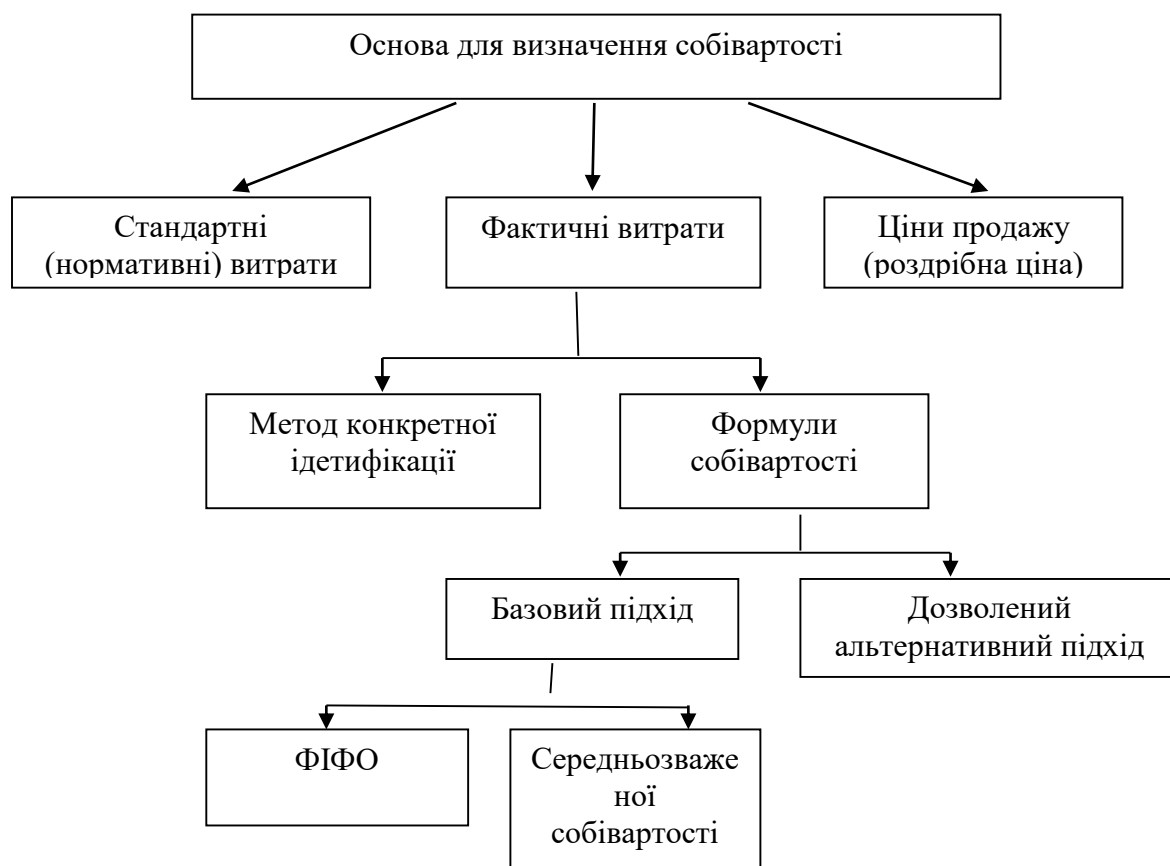 Основа для визначення собівартості
Стандартні
(нормативні) витрати
Фактичні витрати
Ціни продажу
(роздрібна ціна)
Метод конкретної
ідетифікації
Формули
собівартості
Базовий підхід
Дозволений
альтернативний підхід
ФІФО
Середньозваже
ної
собівартості